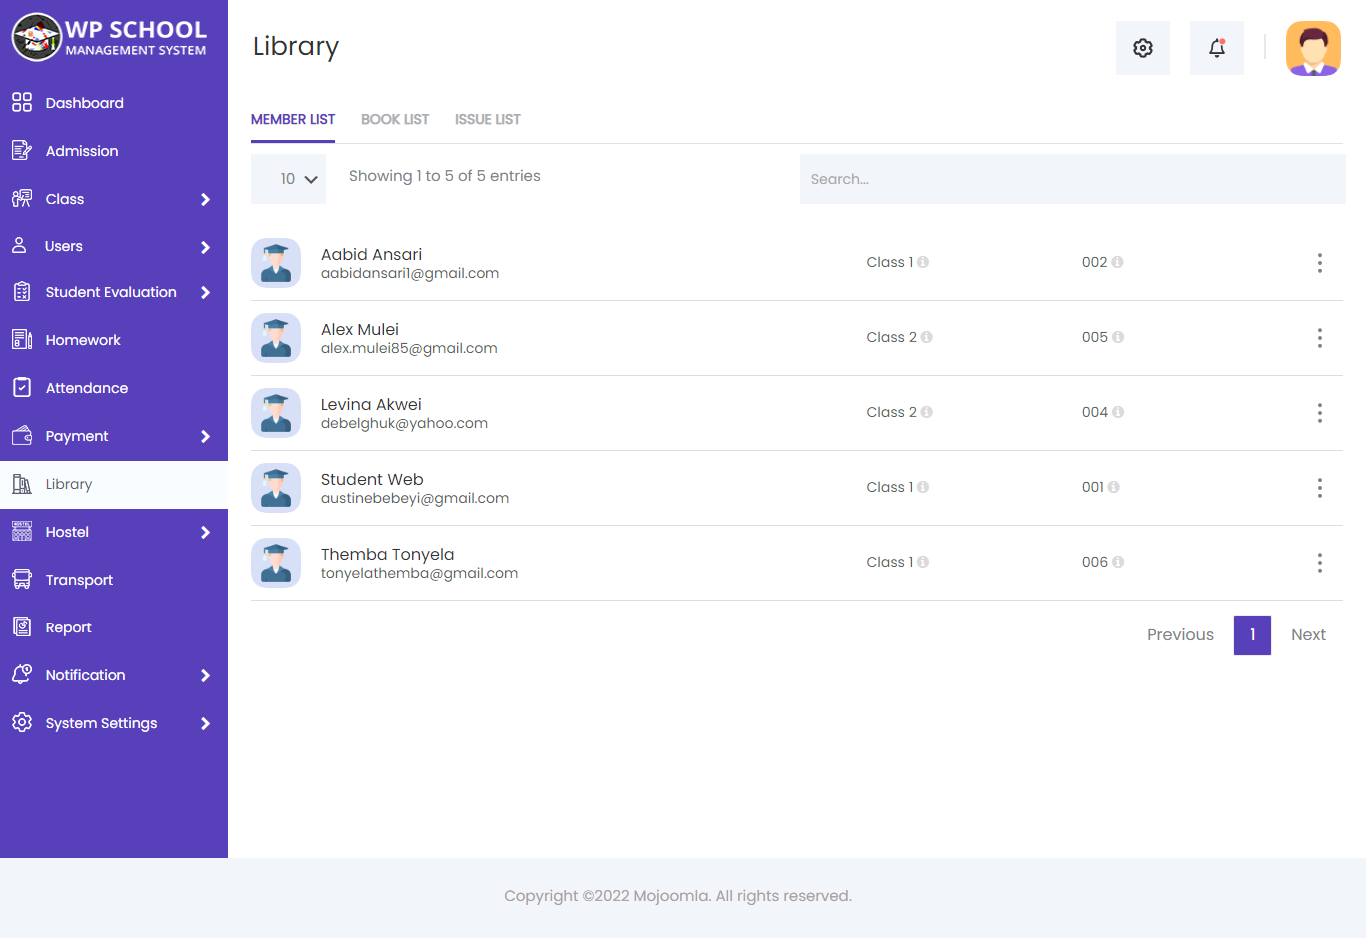 WP SCHOOL
MANAGEMENT SYSTEM
Dashboard
Admission
Class
Users
Student Evaluation
Homework
Attendance
Payment
Library
Hostel
Transport
Report
Notification
System Settings
Library
MEMBER LIST BOOK LIST ISSUE LIST
10 Showing 1 to 5 of 5 entries Search...
Aabid Ansari
aabidansari1@gmail.com
Class 1 002
Alex Mulei
alex.mulei85@gmail.com
Class 2 005
Levina Akwei
debelghuk@yahoo.com
Class 2 004
Student Web
austinebebeyi@gmail.com
Class 1 001
Themba Tonyela
tonyelathemba@gmail.com
Class 1 006
Previous 1 Next
Copyright ©2022 Mojoomla. All rights reserved.